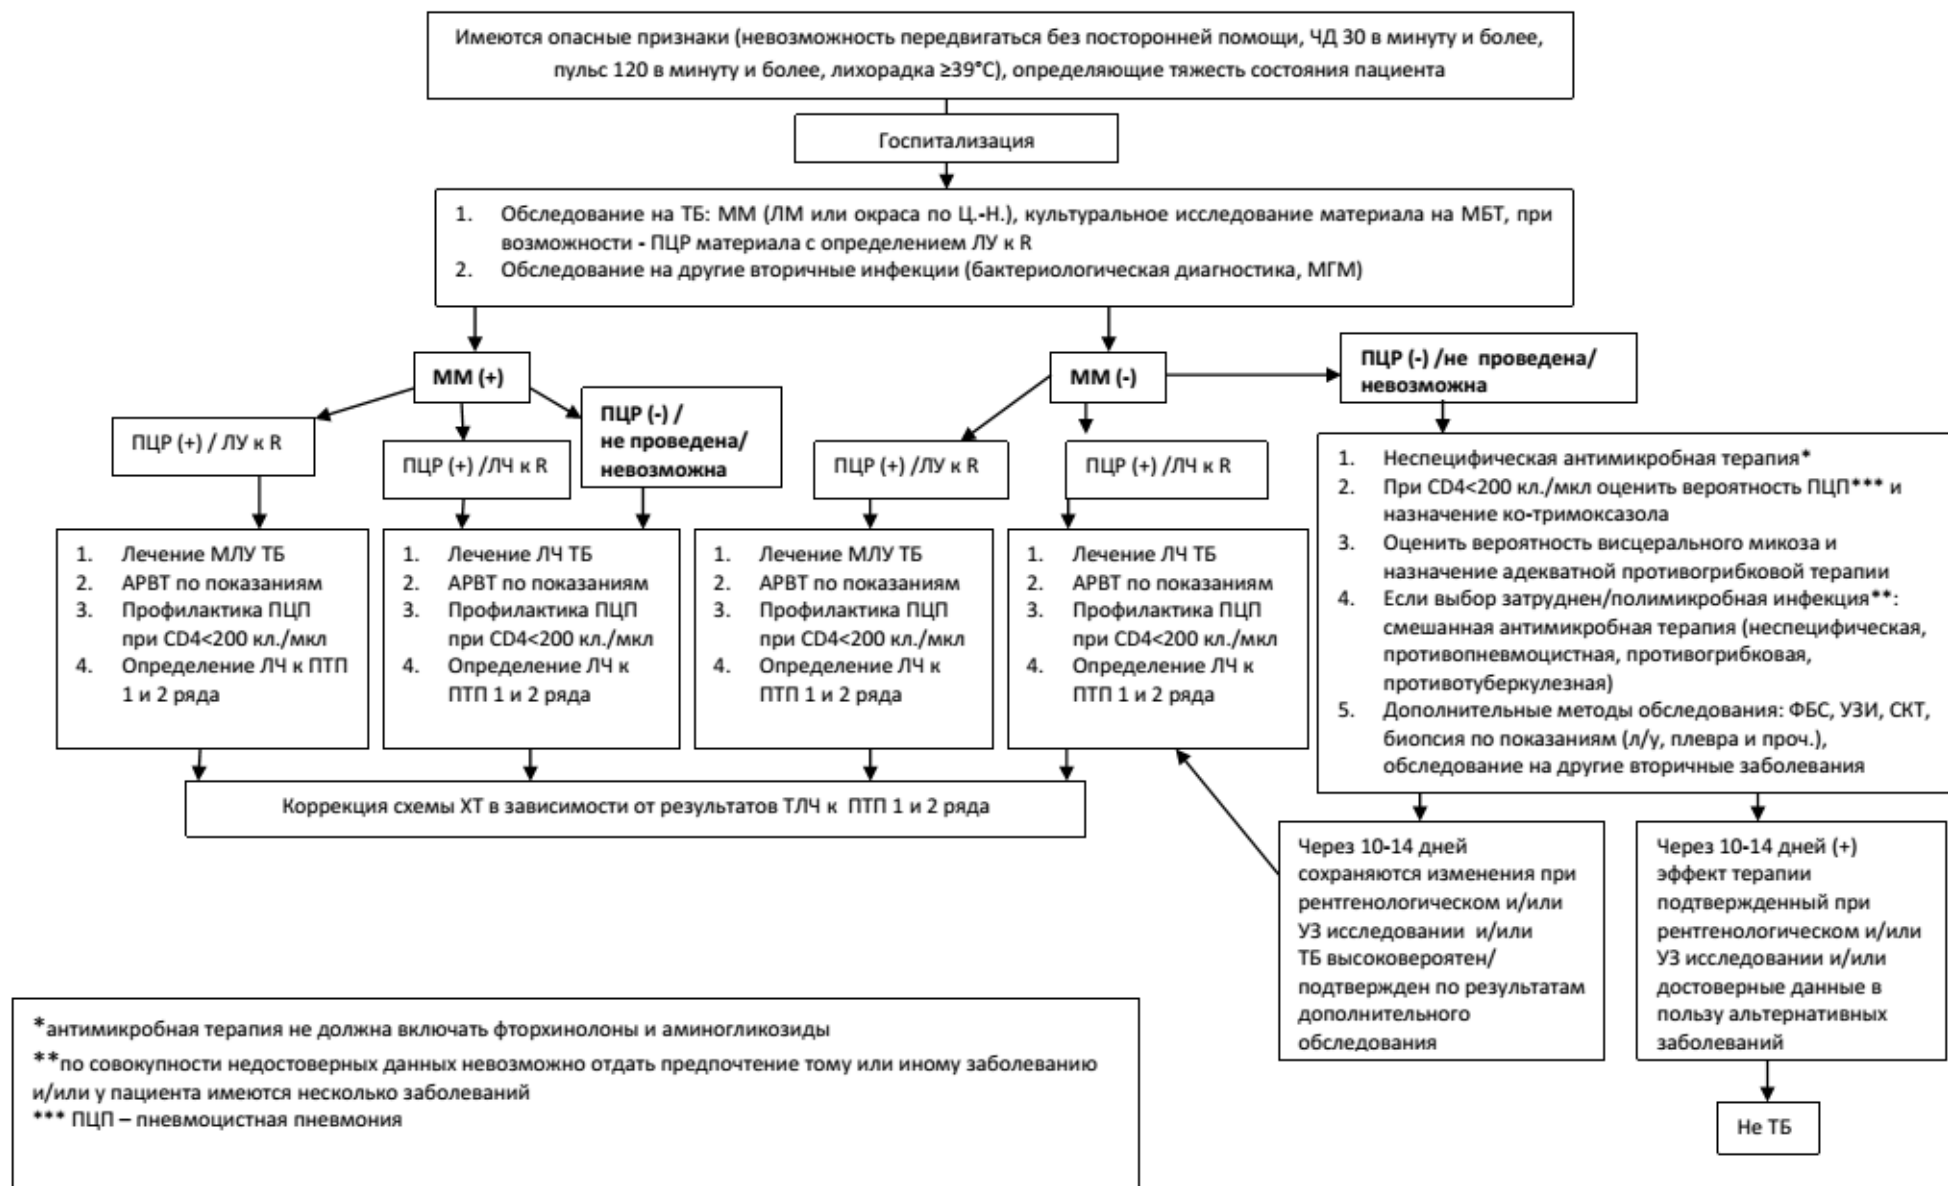 Имеются опасные признаки (невозможность передвигаться без посторонней помощи, ЧД 30 в минуту и более,
пульс 120 в минуту и более, лихорадка ≥39°С), определяющие тяжесть состояния пациента
Госпитализация
1. Обследование на ТБ: ММ (ЛМ или окраса по Ц.-Н.), культуральное исследование материала на МБТ, при
возможности - ПЦР материала с определением ЛУ к R
2. Обследование на другие вторичные инфекции (бактериологическая диагностика, МГМ)
ММ (+)
ММ (-)
ПЦР (-) /не проведена/
невозможна
ПЦР (+) / ЛУ к R
ПЦР (+) /ЛЧ к R
ПЦР (-) /
не проведена/
невозможна
ПЦР (+) /ЛУ к R
ПЦР (+) /ЛЧ к R
1. Лечение МЛУ ТБ
2. АРВТ по показаниям
3. Профилактика ПЦП
при CD4<200 кл./мкл
4. Определение ЛЧ к ПТП
1 и 2 ряда
1. Лечение ЛЧ ТБ
2. АРВТ по показаниям
3. Профилактика ПЦП
при CD4<200 кл./мкл
4. Определение ЛЧ к
ПТП 1 и 2 ряда
1. Лечение МЛУ ТБ
2. АРВТ по показаниям
3. Профилактика ПЦП
при CD4<200 кл./мкл
4. Определение ЛЧ к
ПТП 1 и 2 ряда
1. Лечение ЛЧ ТБ
2. АРВТ по показаниям
3. Профилактика ПЦП
при CD4<200 кл./мкл
4. Определение ЛЧ к
ПТП 1 и 2 ряда
1. Неспецифическая антимикробная терапия*
2. При CD4<200 кл./мкл оценить вероятность ПЦП*** и
назначение ко-тримоксазола
3. Оценить вероятность висцерального микоза и
назначение адекватной противогрибковой терапии
4. Если выбор затруднен/полимикробная инфекция**:
смешанная антимикробная терапия (неспецифическая,
противопневмоцистная, противогрибковая,
противотуберкулезная)
5. Дополнительные методы обследования: ФБС, УЗИ, СКТ,
биопсия по показаниям (л/у, плевра и проч.),
обследование на другие вторичные заболевания
Коррекция схемы ХТ в зависимости от результатов ТЛЧ к ПТП 1 и 2 ряда
Через 10-14 дней
сохраняются изменения при
рентгенологическом и/или
УЗ исследовании и/или
ТБ высоковероятен/
подтвержден по результатам
дополнительного
обследования
Через 10-14 дней (+)
эффект терапии
подтвержденный при
рентгенологическом и/или
УЗ исследовании и/или
достоверные данные в
пользу альтернативных
заболеваний
Не ТБ
*антимикробная терапия не должна включать фторхинолоны и аминогликозиды
**по совокупности недостоверных данных невозможно отдать предпочтение тому или иному заболеванию
и/или у пациента имеются несколько заболеваний
*** ПЦП – пневмоцистная пневмония